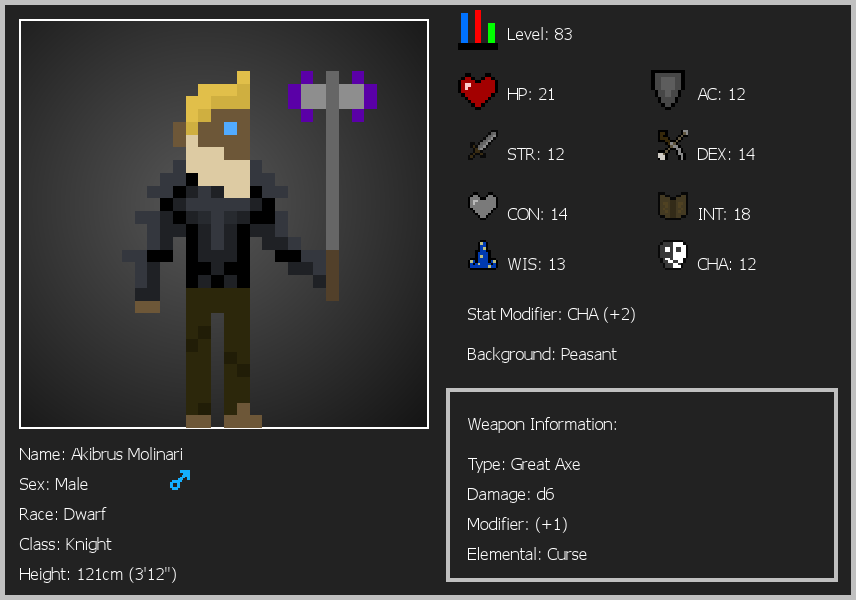 Level: 83
HP: 21
AC: 12
STR: 12
DEX: 14
CON: 14
INT: 18
WIS: 13
CHA: 12
Stat Modifier: CHA (+2)
Background: Peasant
Weapon Information:
Type: Great Axe
Damage: d6
Modifier: (+1)
Elemental: Curse
Name: Akibrus Molinari
Sex: Male
Race: Dwarf
Class: Knight
Height: 121cm (3'12")